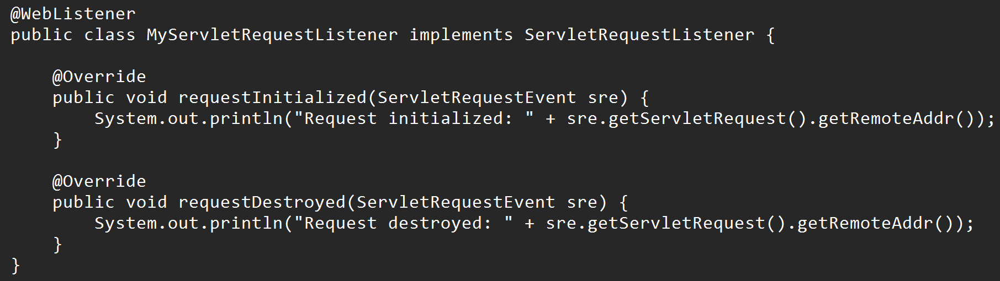 @WebListener
public class MyServletRequestListener implements ServletRequestListener {
@Override
public void requestInitialized(ServletRequestEvent sre) {
System.out.println("Request initialized: " + sre.getServletRequest().getRemoteAddr());
}
@Override
public void requestDestroyed(ServletRequestEvent sre) {
System.out.println("Request destroyed: " + sre.getServletRequest().getRemoteAddr());
}
}